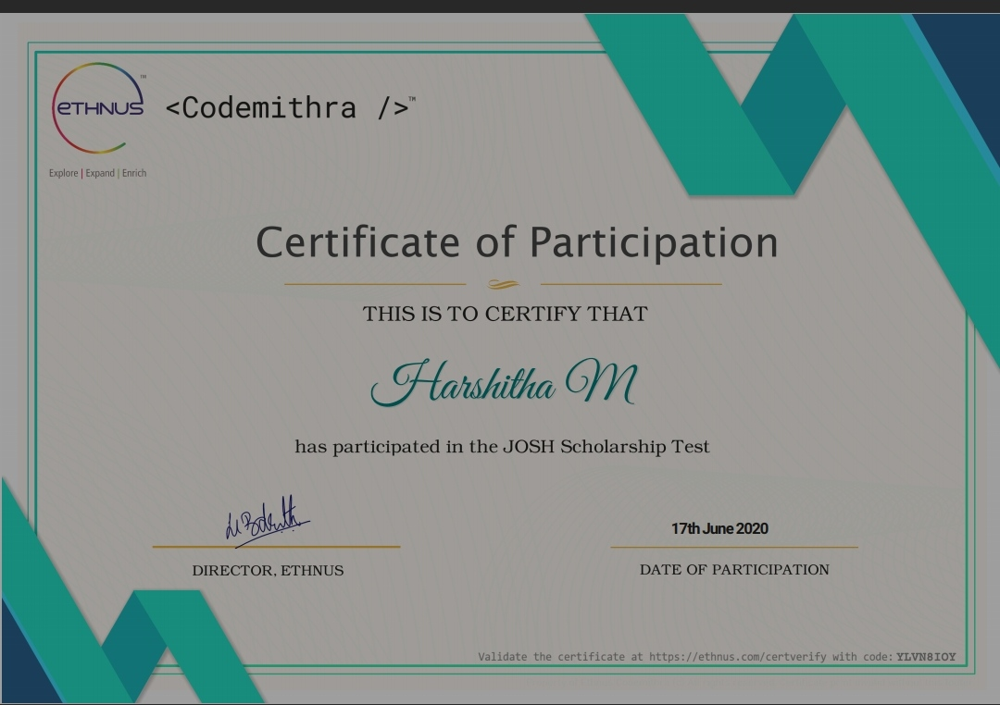 eTHNUS TM
<Codemithra />™
Explore | Expand | Enrich
Certificate of Participation
THIS IS TO CERTIFY THAT
Harshitha M
has participated in the JOSH Scholarship Test
17th June 2020
DIRECTOR, ETHNUS
DATE OF PARTICIPATION
Validate the certificate at https://ethnus.com/certverify with code: YLVN8IOY